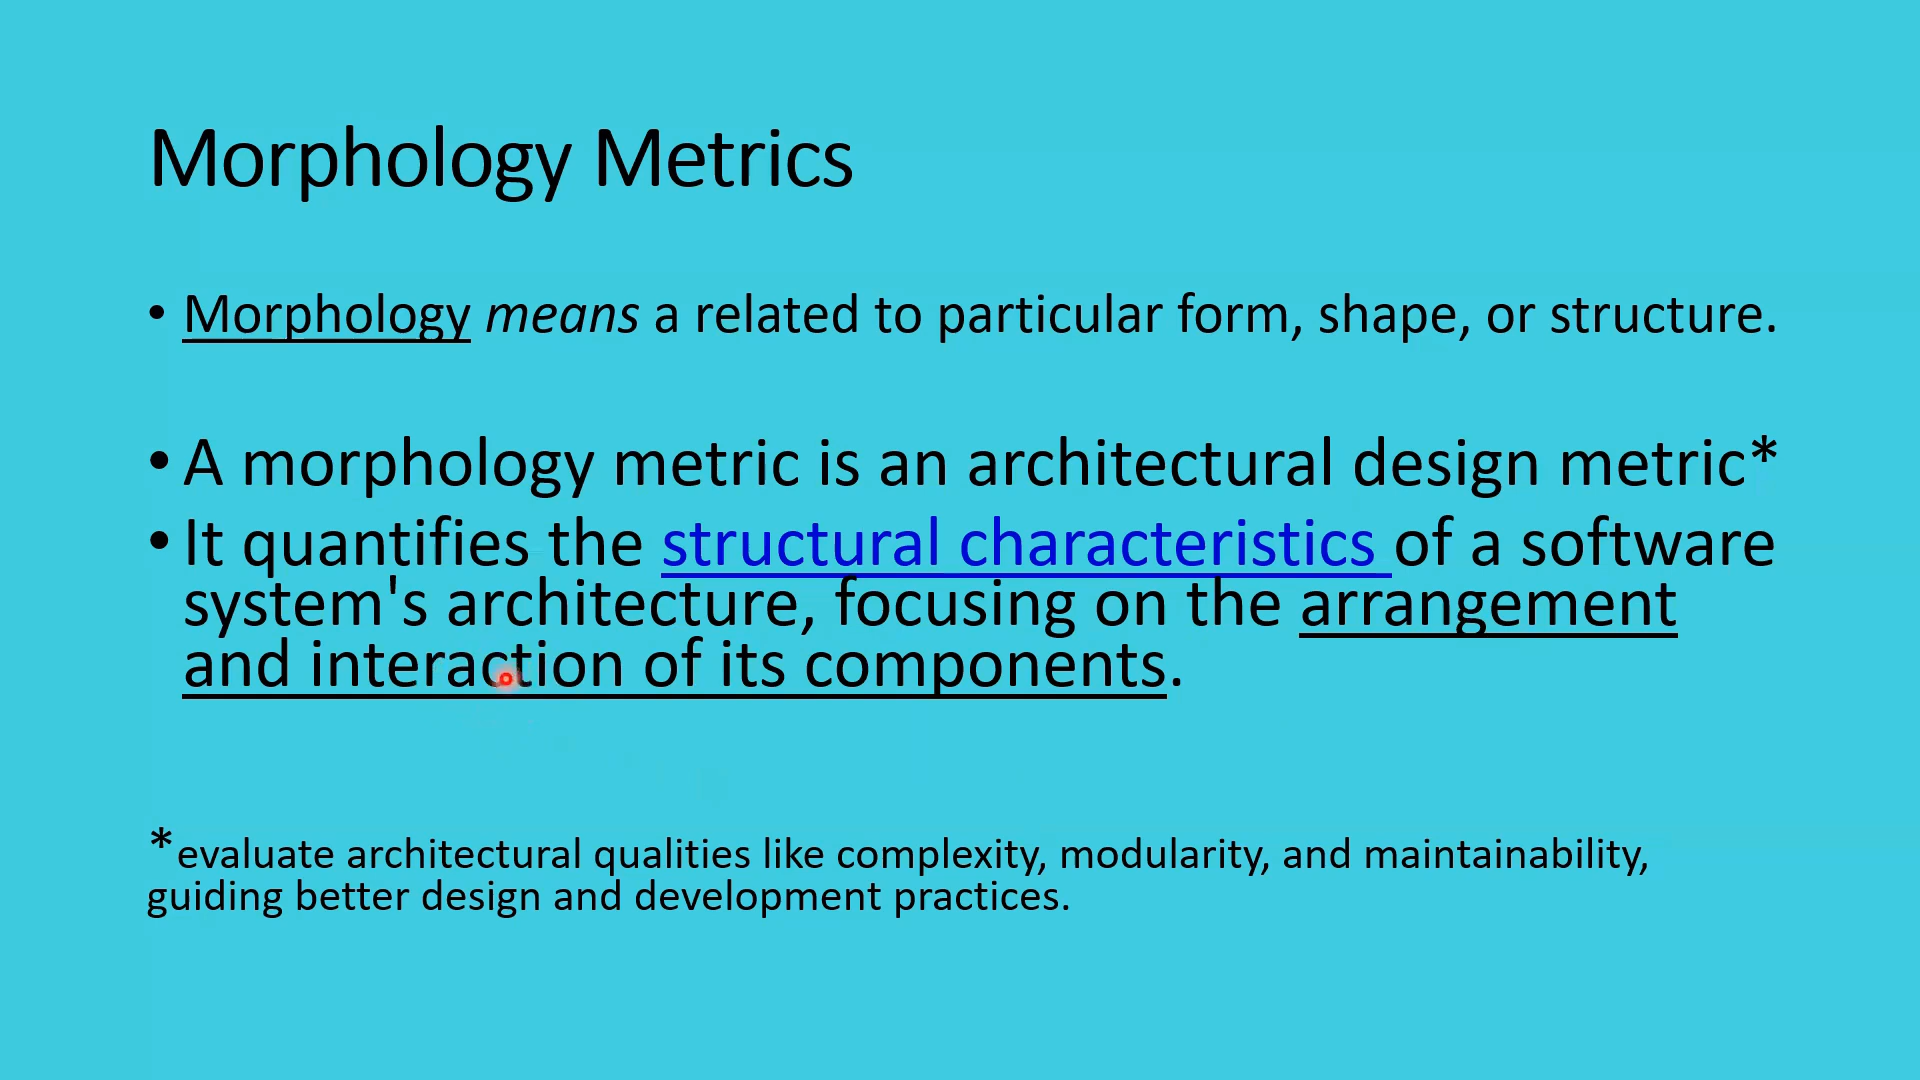 Morphology Metrics
• Morphology means a related to particular form, shape, or structure.
• A morphology metric is an architectural design metric*
• It quantifies the structural characteristics of a software
system's architecture, focusing on the arrangement
and interaction of its components.
*evaluate architectural qualities like complexity, modularity, and maintainability,
guiding better design and development practices.